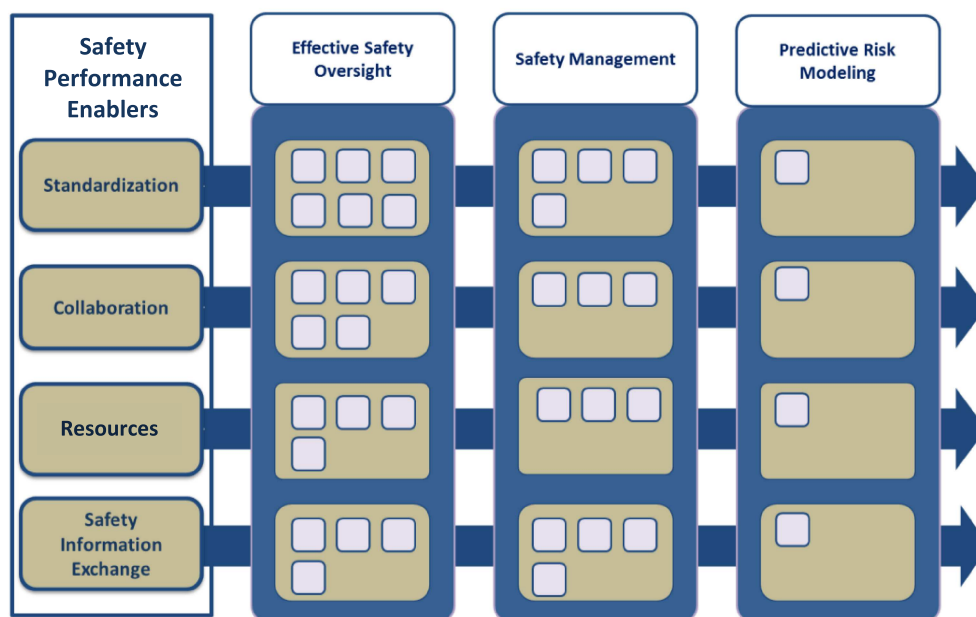 Safety
Performance
Enablers
Effective Safety
Oversight
Safety Management
Predictive Risk
Modeling
Standardization
Collaboration
Resources
Safety
Information
Exchange